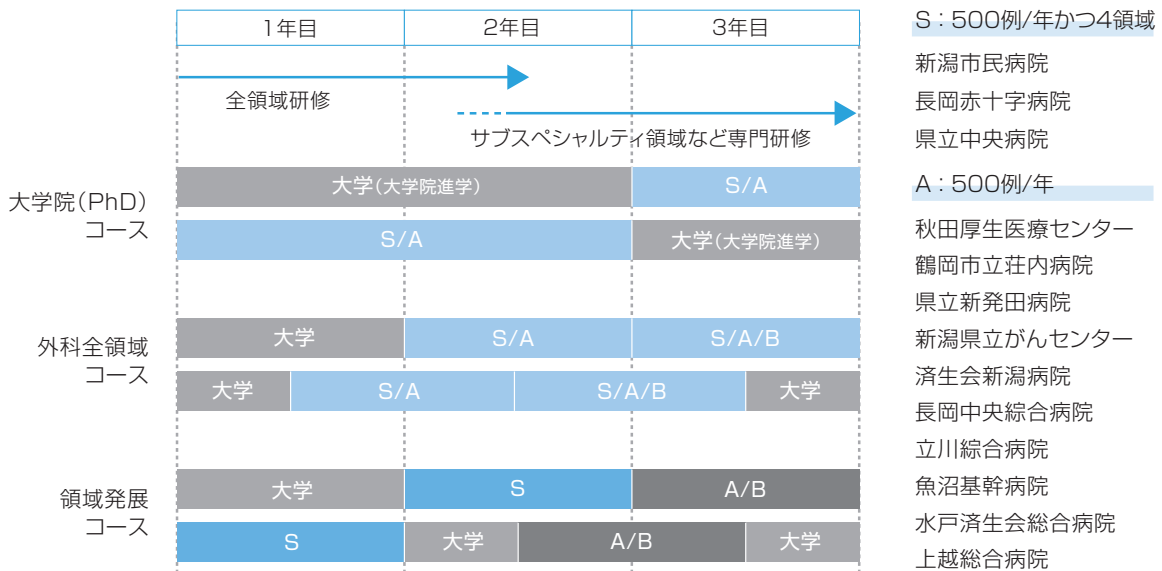 1年目
2年目
3年目
全領域研修
サブスペシャルティ領域など専門研修
大学院(PhD)
コース
大学(大学院進学)
S/A
S/A
大学(大学院進学)
外科全領域
コース
大学
S/A
S/A/B
大学
S/A
S/A/B
大学
領域発展
コース
大学
S
A/B
S
大学
A/B
大学
S：500例/年かつ4領域
新潟市民病院
長岡赤十字病院
県立中央病院
A：500例/年
秋田厚生医療センター
鶴岡市立荘内病院
県立新発田病院
新潟県立がんセンター
済生会新潟病院
長岡中央綜合病院
立川綜合病院
魚沼基幹病院
水戸済生会総合病院
上越総合病院